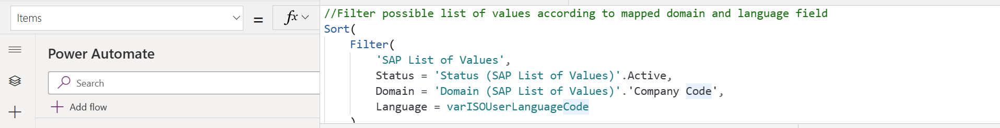 Items
=
fx
//Filter possible list of values according to mapped domain and language field
Sort(
Filter(
'SAP List of Values',
Status = 'Status (SAP List of Values)'.Active,
Domain = 'Domain (SAP List of Values)'.'Company Code',
Language = varISOUserLanguageCode
)
Power Automate
Search
Add flow